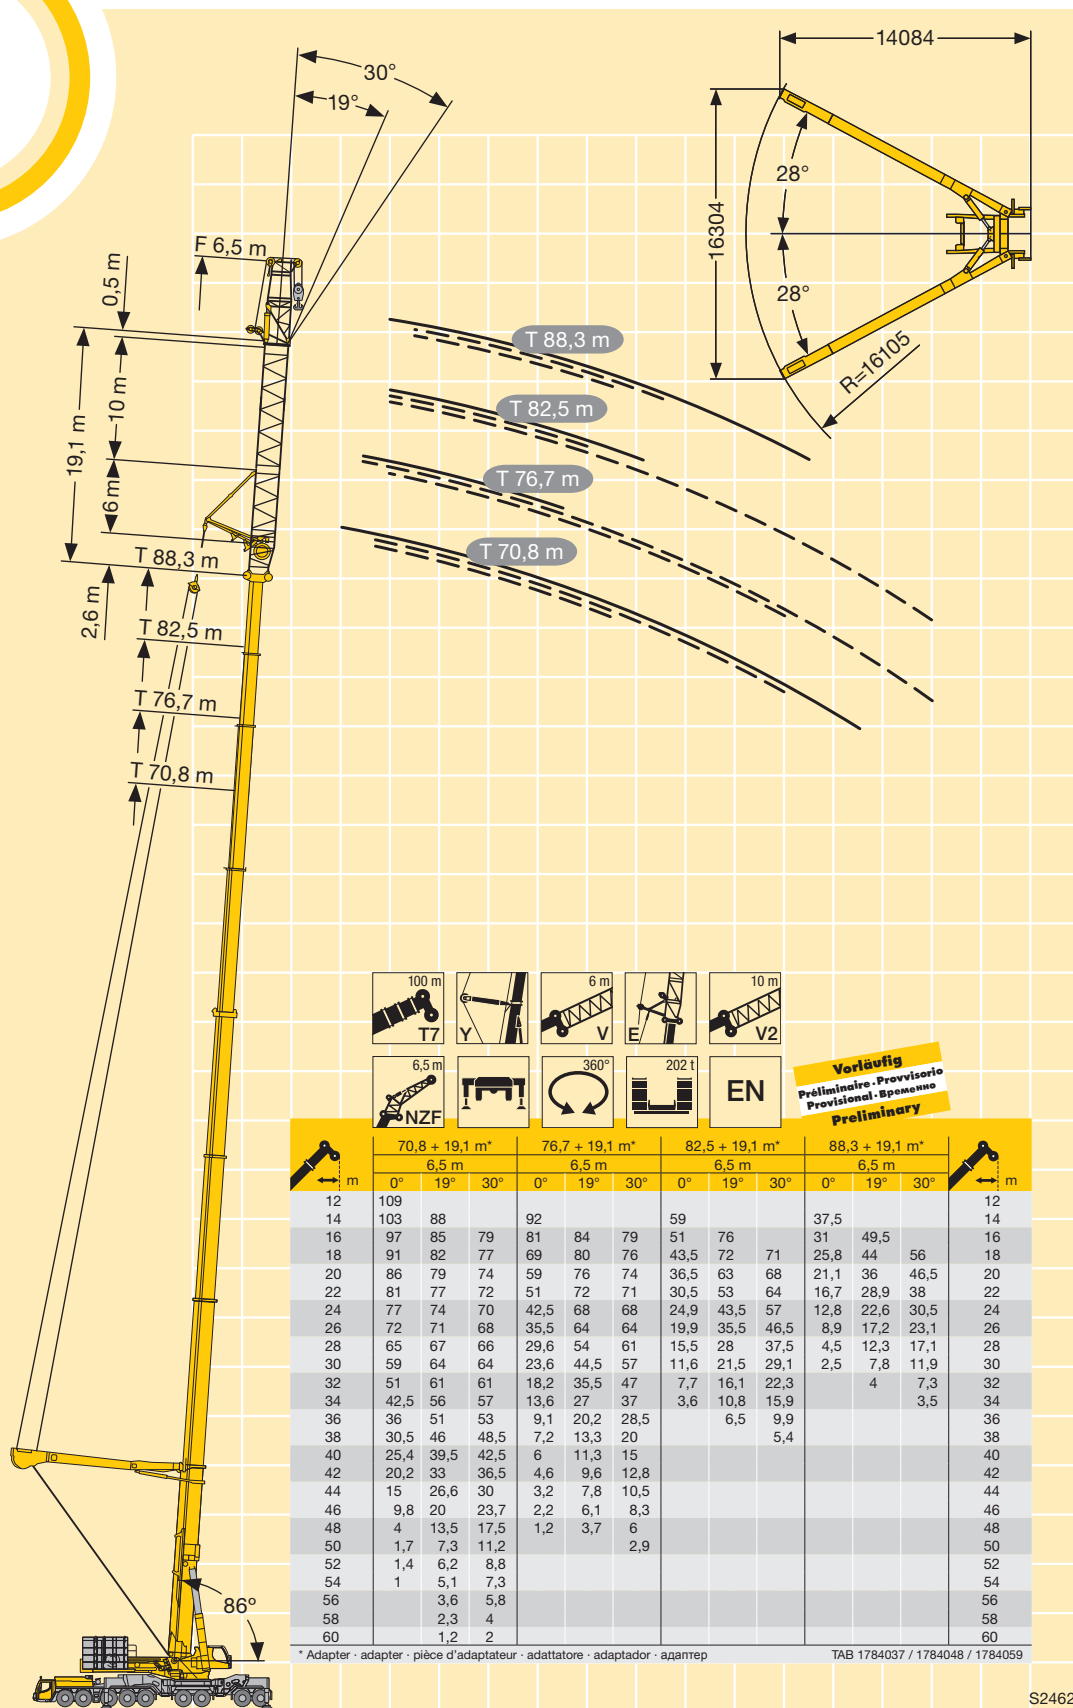 14084
30°
19°
28°
16304
28°
R=16105
F 6,5 m
0,5 m
10 m
19,1 m
6 m
T 88,3 m
2,6 m
T 82,5 m
T 76,7 m
T 70,8 m
T 88,3 m
T 82,5 m
T 76,7 m
T 70,8 m
86°
100 m
T7
Y
6 m
V
E
10 m
V2
6,5 m
NZF
360°
202 t
EN
Vorläufig
Préliminaire · Provvisorio
Provisional · Временно
Preliminary
70,8 + 19,1 m* 76,7 + 19,1 m* 82,5 + 19,1 m* 88,3 + 19,1 m*
6,5 m 6,5 m 6,5 m 6,5 m
m 0° 19° 30° 0° 19° 30° 0° 19° 30° 0° 19° 30° m
12 109 12
14 103 88 92 59 37,5 14
16 97 85 79 81 84 79 51 76 31 49,5 16
18 91 82 77 69 80 76 43,5 72 71 25,8 44 56 18
20 86 79 74 59 76 74 36,5 63 68 21,1 36 46,5 20
22 81 77 72 51 72 71 30,5 53 64 16,7 28,9 38 22
24 77 74 70 42,5 68 68 24,9 43,5 57 12,8 22,6 30,5 24
26 72 71 68 35,5 64 64 19,9 35,5 46,5 8,9 17,2 23,1 26
28 65 67 66 29,6 54 61 15,5 28 37,5 4,5 12,3 17,1 28
30 59 64 64 23,6 44,5 57 11,6 21,5 29,1 2,5 7,8 11,9 30
32 51 61 61 18,2 35,5 47 7,7 16,1 22,3 4 7,3 32
34 42,5 56 57 13,6 27 37 3,6 10,8 15,9 3,5 34
36 36 51 53 9,1 20,2 28,5 6,5 9,9 36
38 30,5 46 48,5 7,2 13,3 20 5,4 38
40 25,4 39,5 42,5 6 11,3 15 40
42 20,2 33 36,5 4,6 9,6 12,8 42
44 15 26,6 30 3,2 7,8 10,5 44
46 9,8 20 23,7 2,2 6,1 8,3 46
48 4 13,5 17,5 1,2 3,7 6 48
50 1,7 7,3 11,2 2,9 50
52 1,4 6,2 8,8 52
54 1 5,1 7,3 54
56 3,6 5,8 56
58 2,3 4 58
60 1,2 2 60
* Adapter · adapter · pièce d'adaptateur · adattatore · adaptador · адаптер TAB 1784037 / 1784048 / 1784059
S2462